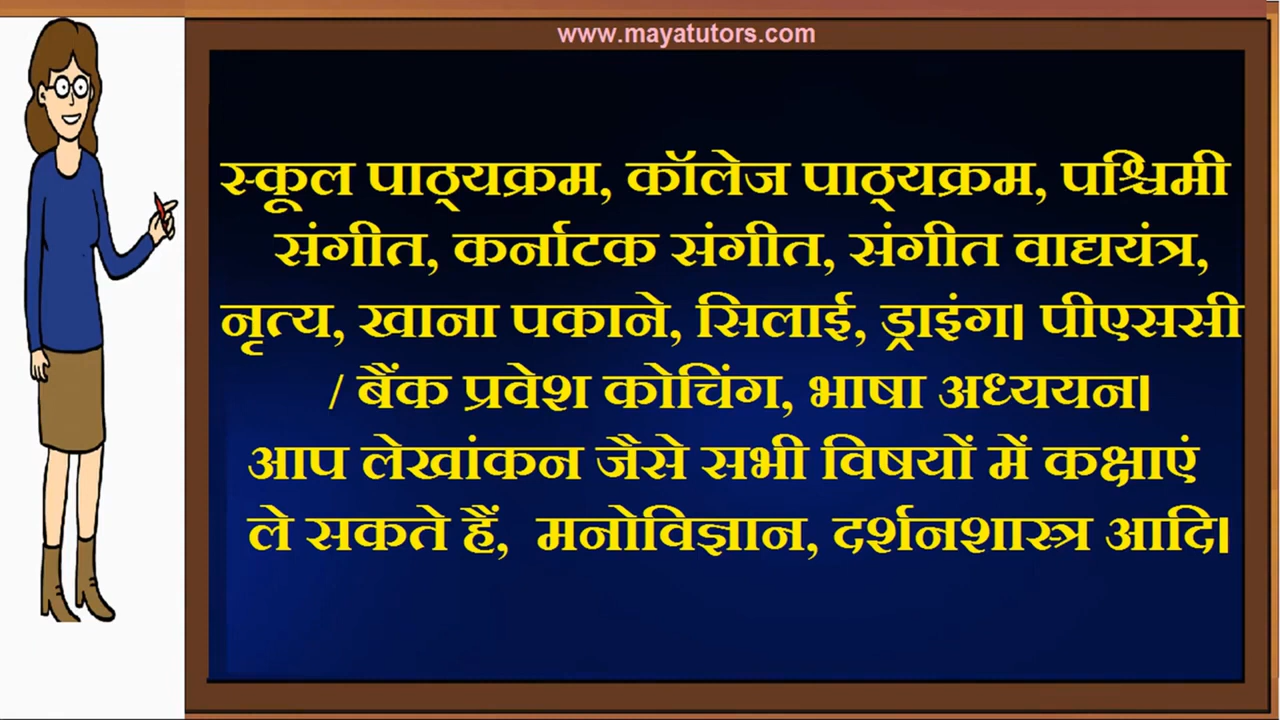 www.mayatutors.com
स्कूल पाठ्यक्रम, कॉलेज पाठ्यक्रम, पश्चिमी
संगीत, कर्नाटक संगीत, संगीत वाद्ययंत्र,
नृत्य, खाना पकाने, सिलाई, ड्राइंग। पीएससी
/ बैंक प्रवेश कोचिंग, भाषा अध्ययन।
आप लेखांकन जैसे सभी विषयों में कक्षाएं
ले सकते हैं, मनोविज्ञान, दर्शनशास्त्र आदि।